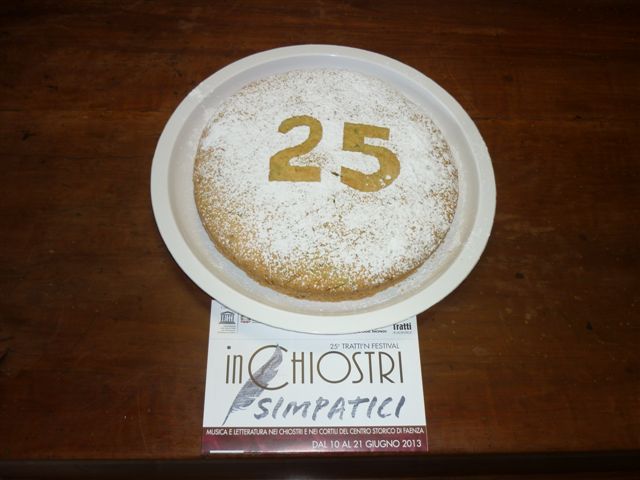 25
Tratti
25° TRATTI'N FESTIVAL
inCHIOSTRI
SIMPATICI
MUSICA E LETTERATURA NEI CHIOSTRI E NEI CORTILI DEL CENTRO STORICO DI FAENZA
DAL 10 AL 21 GIUGNO 2013